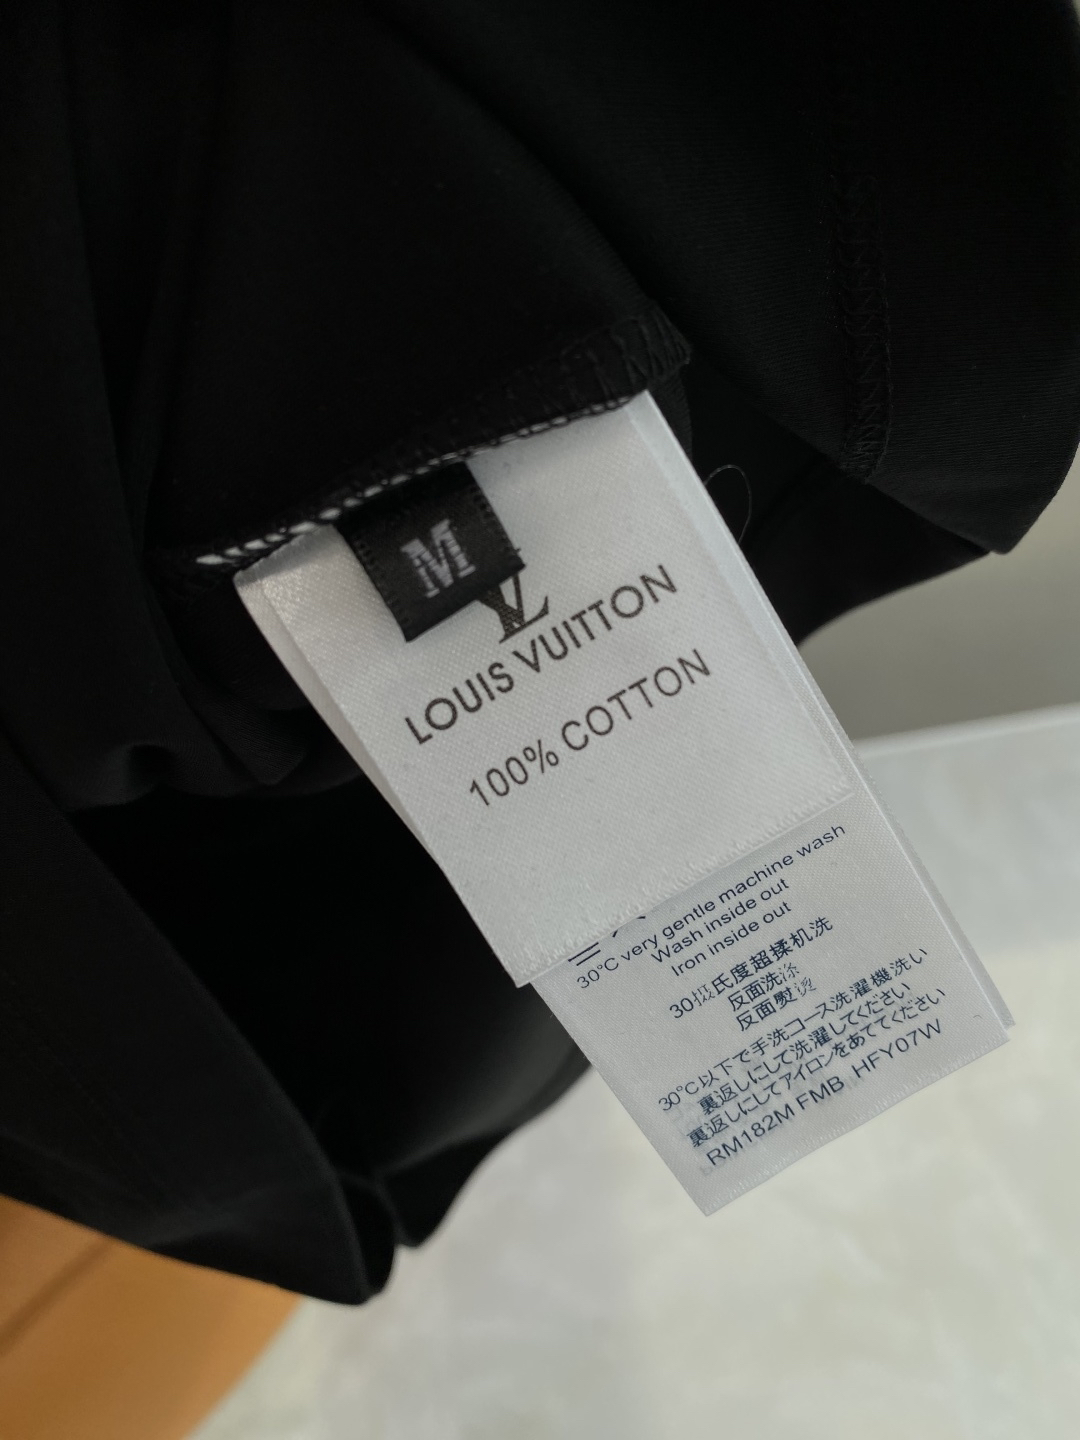 M
LV
LOUIS VUITTON
100% COTTON
30°C very gentle machine wash
Wash inside out
Iron inside out
30摄氏度超揉机洗
反面洗涤
反面熨烫
30℃以下で手洗コース洗濯機洗い
裏返しにして洗濯してください
裏返しにしてアイロンをあててください
RM182M FMB HFY07W